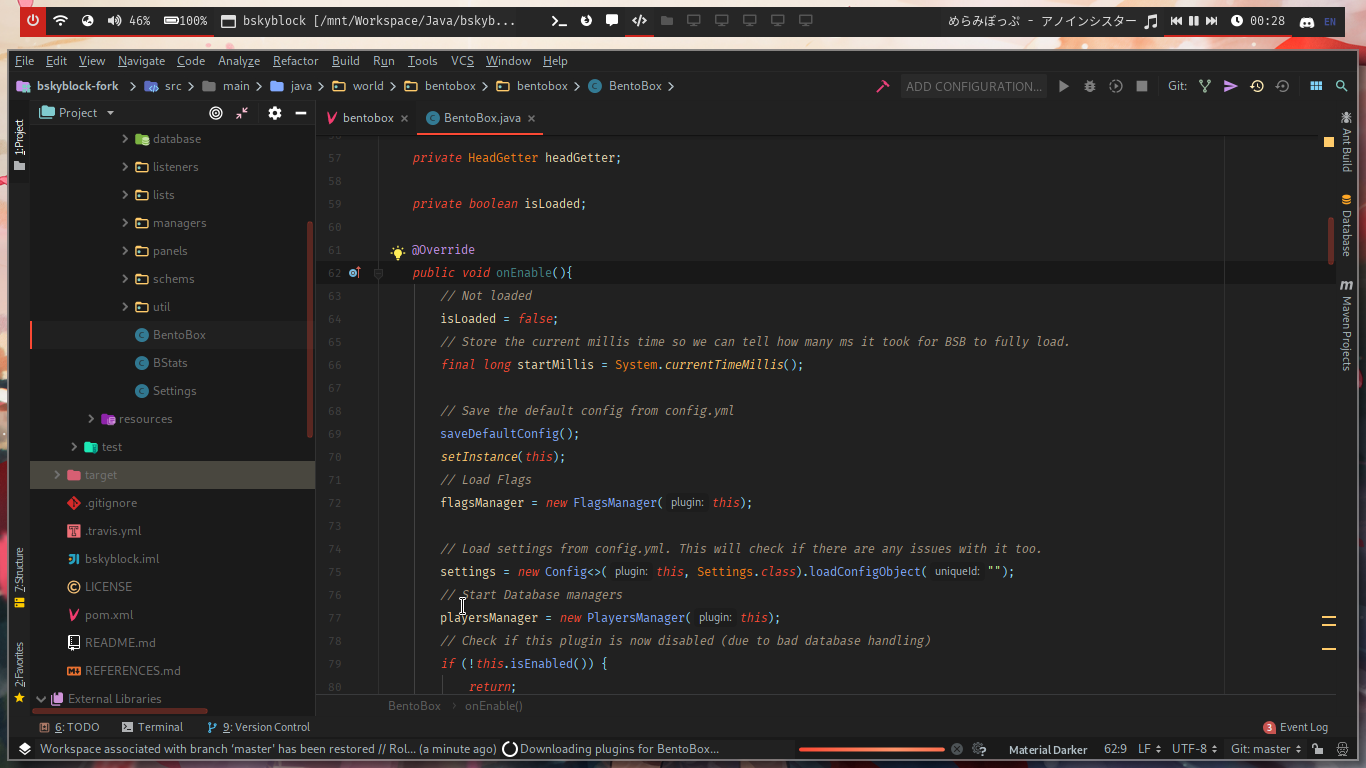 46% 100% bskyblock [/mnt/Workspace/Java/bskyb... めらみぽっぷ - アノインシスター 00:28 EN
File Edit View Navigate Code Analyze Refactor Build Run Tools VCS Window Help
bskyblock-fork src main java world bentobox bentobox BentoBox ADD CONFIGURATION... Git:
Project
bentobox BentoBox.java
1:Project
7:Structure
2:Favorites
database
listeners
lists
managers
panels
schems
util
BentoBox
BStats
Settings
resources
test
target
.gitignore
.travis.yml
bskyblock.iml
LICENSE
pom.xml
README.md
REFERENCES.md
External Libraries
57 private HeadGetter headGetter;
58
59 private boolean isLoaded;
60
61 @Override
62 public void onEnable(){
63 // Not loaded
64 isLoaded = false;
65 // Store the current millis time so we can tell how many ms it took for BSB to fully load.
66 final long startMillis = System.currentTimeMillis();
67
68 // Save the default config from config.yml
69 saveDefaultConfig();
70 setInstance(this);
71 // Load Flags
72 flagsManager = new FlagsManager( plugin: this);
73
74 // Load settings from config.yml. This will check if there are any issues with it too.
75 settings = new Config<>( plugin: this, Settings.class).loadConfigObject( uniqueId: "");
76 // Start Database managers
77 playersManager = new PlayersManager( plugin: this);
78 // Check if this plugin is now disabled (due to bad database handling)
79 if (!this.isEnabled()) {
80 return;
Ant Build
Database
m Maven Projects
BentoBox onEnable()
6: TODO Terminal 9: Version Control 3 Event Log
Workspace associated with branch 'master' has been restored // Rol... (a minute ago) Downloading plugins for BentoBox... Material Darker 62:9 LF UTF-8 Git: master